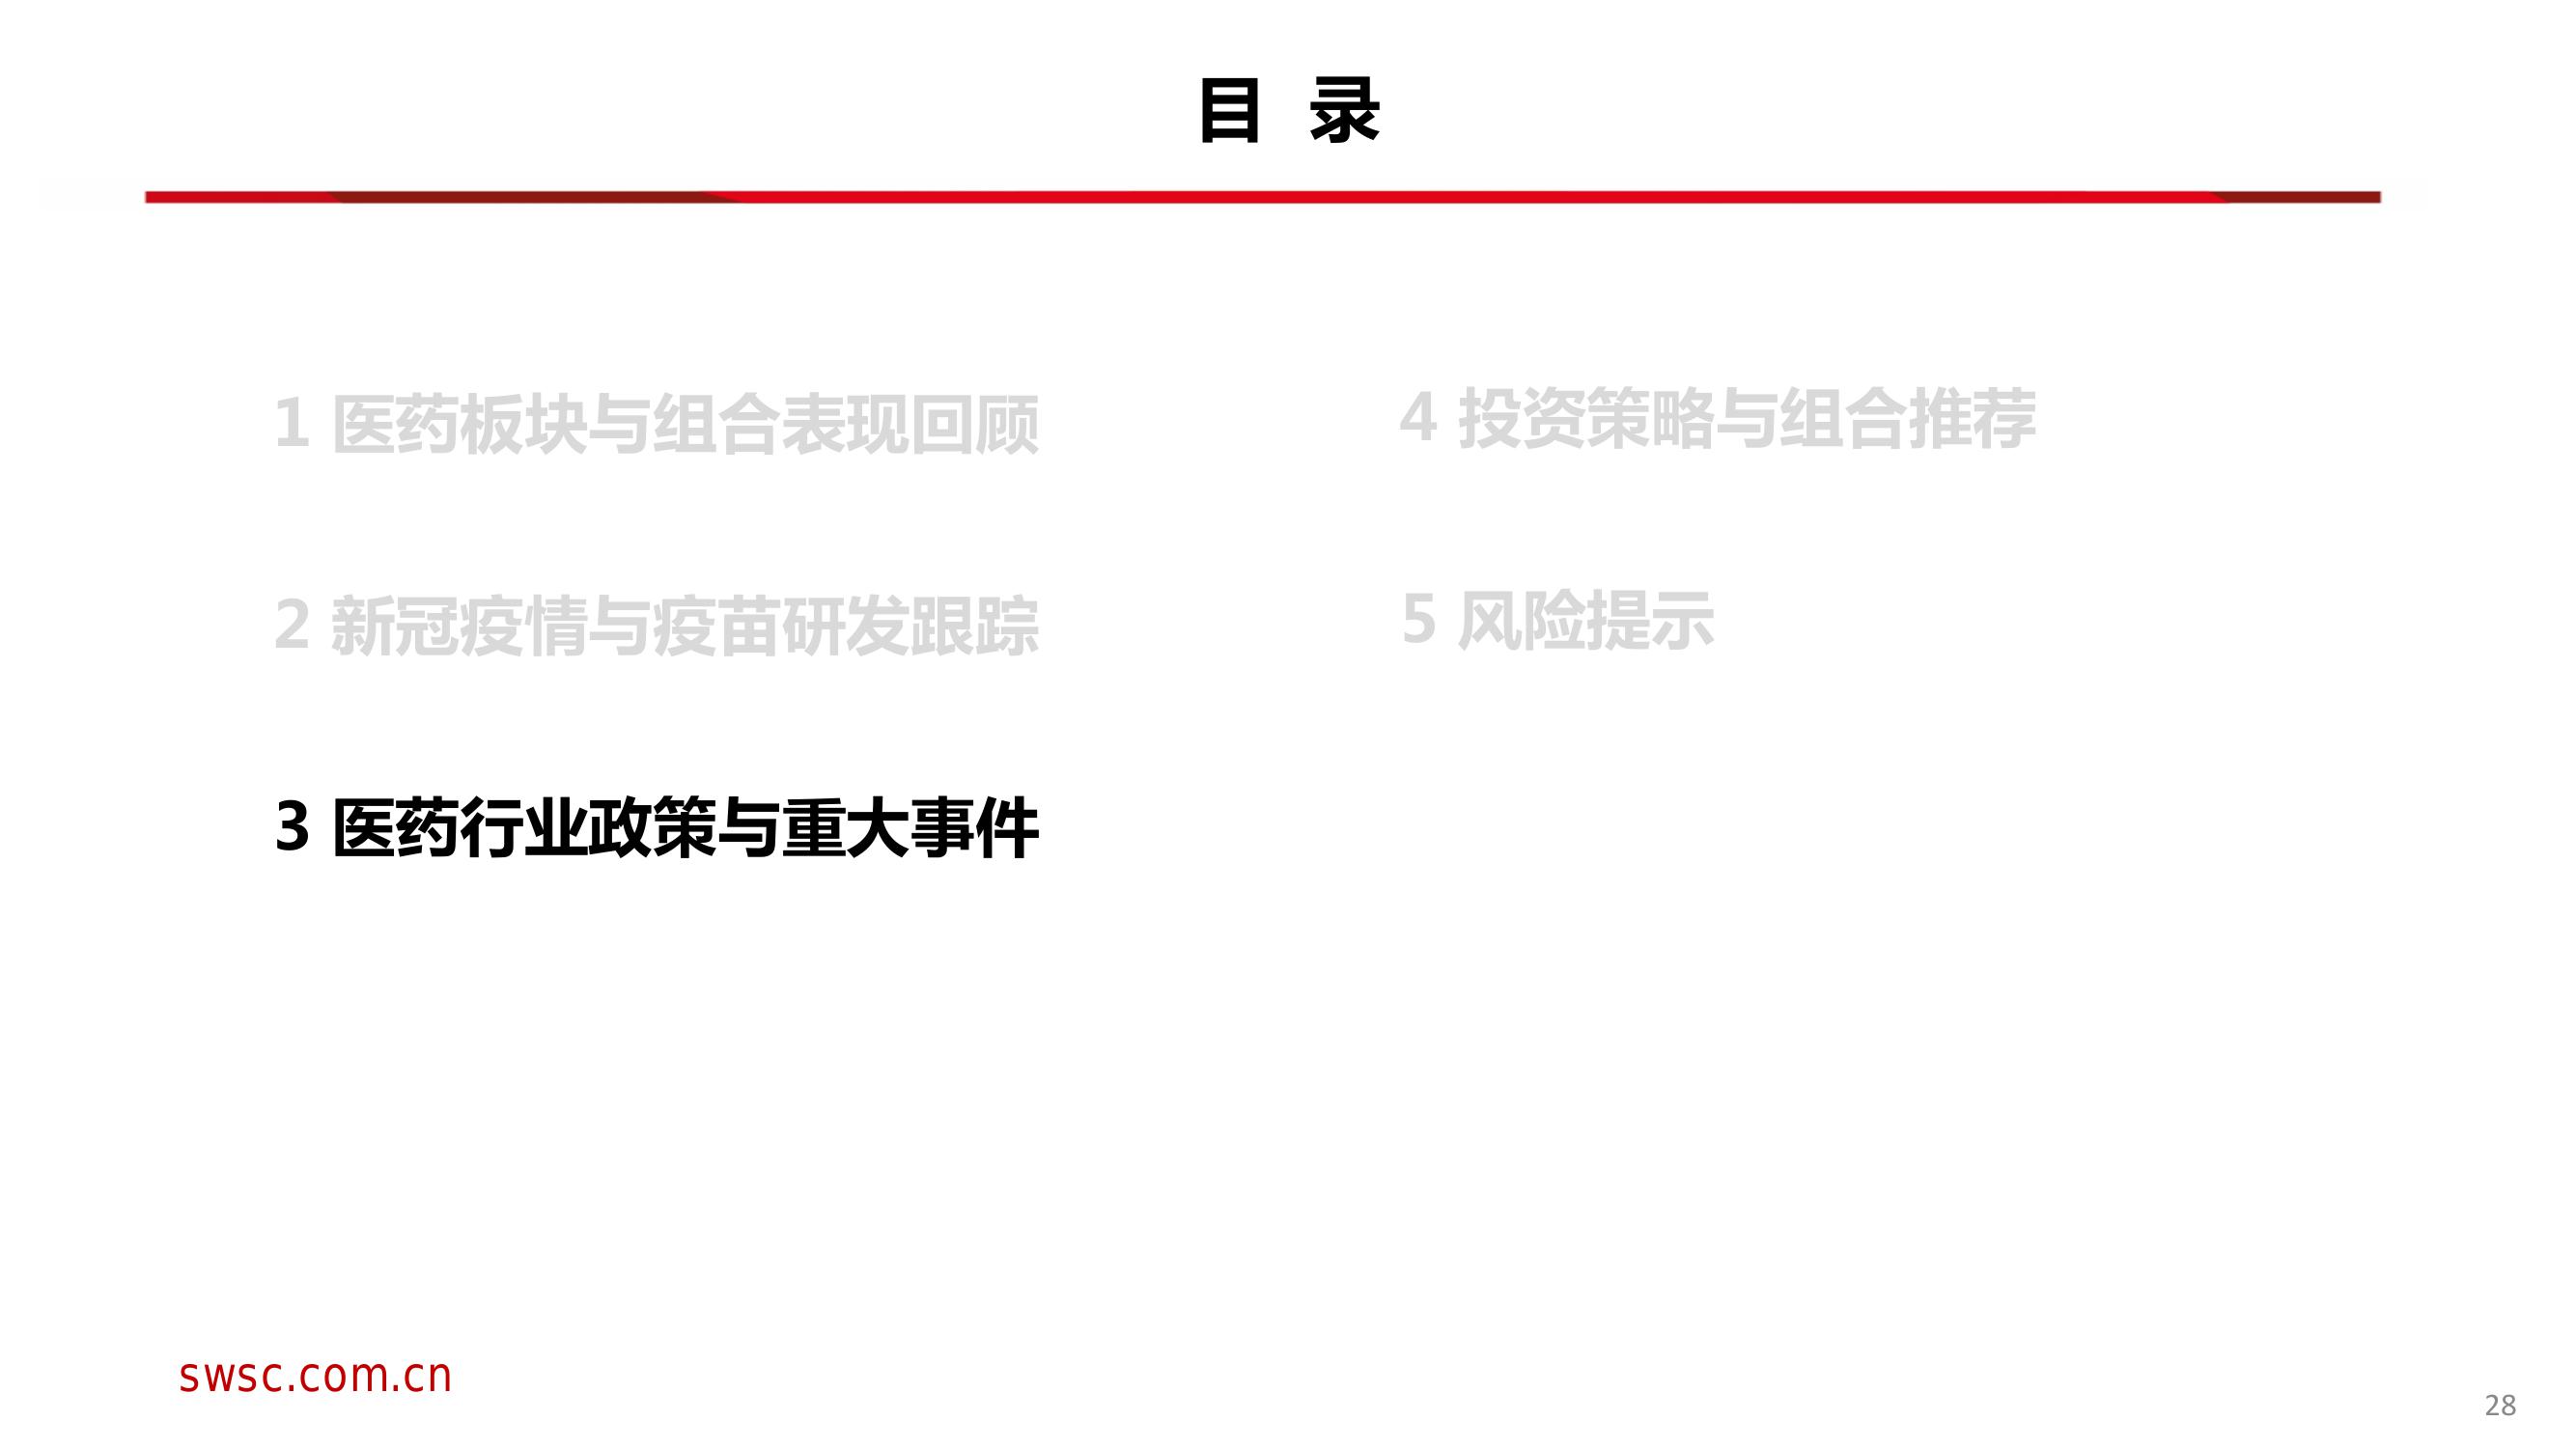 目 录
1 医药板块与组合表现回顾
2 新冠疫情与疫苗研发跟踪
3 医药行业政策与重大事件
4 投资策略与组合推荐
5 风险提示
swsc.com.cn
28